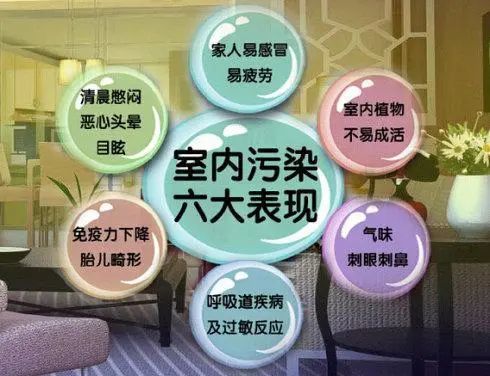 室内污染
六大表现
家人易感冒
易疲劳
室内植物
不易成活
气味
刺眼刺鼻
呼吸道疾病
及过敏反应
免疫力下降
胎儿畸形
清晨憋闷
恶心头晕
目眩